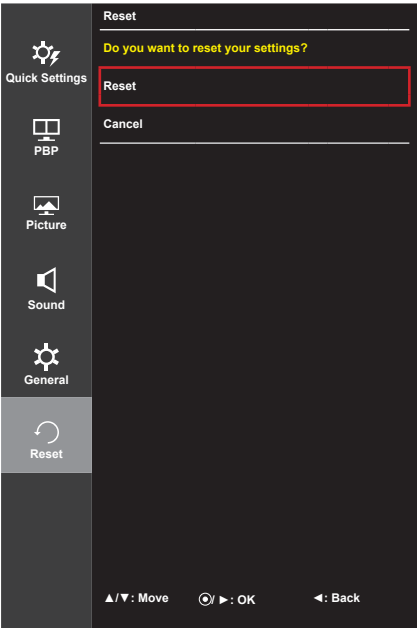 Reset
Do you want to reset your settings?
Reset
Cancel
Quick Settings
PBP
Picture
Sound
General
Reset
▲/▼: Move ◉/ ►: OK ◄: Back